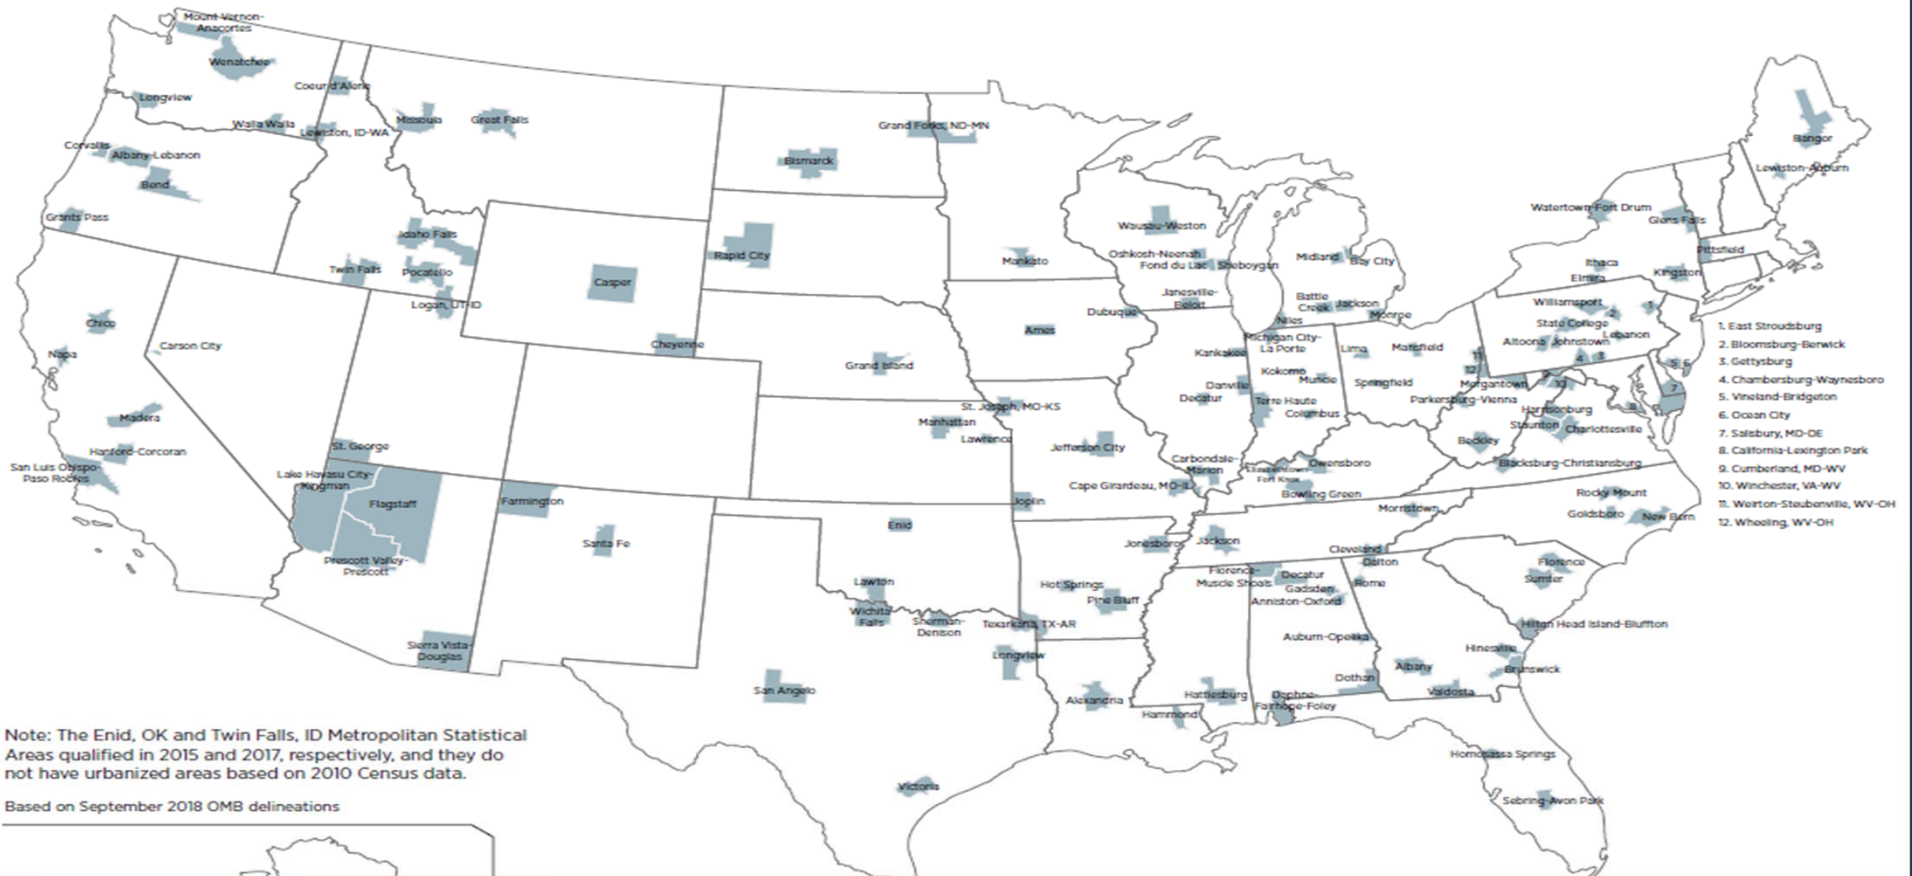 Mount Vernon-
Anacortes
Wenatchee
Coeur d'Alene
Longview
Walla Walla
Lewiston, ID-WA
Missoula
Great Falls
Grand Forks, ND-MN
Bismarck
Corvallis
Albany-Lebanon
Bend
Grants Pass
Idaho Falls
Twin Falls
Pocatello
Logan, UT-ID
Rapid City
Casper
Cheyenne
Mankato
Wausau-Weston
Oshkosh-Neenah
Fond du Lac
Sheboygan
Midland
Bay City
Janesville-
Beloit
Battle
Creek
Jackson
Monroe
Niles
Dubuque
Ames
Bangor
Lewiston-Auburn
Watertown-Fort Drum
Glens Falls
Pittsfield
Ithaca
Elmira
Kingston
Williamsport
State College
Lebanon
Altoona
Johnstown
1
2
3
4
5
6
7
8
9
10
11
12
Chico
Napa
Carson City
Madera
Hanford-Corcoran
San Luis Obispo-
Paso Robles
St. George
Lake Havasu City-
Kingman
Flagstaff
Prescott Valley-
Prescott
Sierra Vista-
Douglas
Farmington
Santa Fe
Grand Island
St. Joseph, MO-KS
Manhattan
Lawrence
Jefferson City
Joplin
Enid
Lawton
Wichita
Falls
Sherman-
Denison
Texarkana, TX-AR
Longview
San Angelo
Victoria
Kankakee
Michigan City-
La Porte
Lima
Mansfield
Danville
Decatur
Kokomo
Muncie
Springfield
Terre Haute
Columbus
Parkersburg-Vienna
Morgantown
Harrisonburg
Staunton
Charlottesville
Beckley
Blacksburg-Christiansburg
Carbondale-
Marion
Cape Girardeau, MO-IL
Fort Knox
Owensboro
Bowling Green
Morristown
Rocky Mount
Goldsboro
New Bern
Jonesboro
Jackson
Cleveland
Dalton
Rome
Florence
Sumter
Hot Springs
Pine Bluff
Florence-
Muscle Shoals
Decatur
Gadsden
Anniston-Oxford
Auburn-Opelika
Dothan
Albany
Valdosta
Hinesville
Brunswick
Hilton Head Island-Bluffton
Alexandria
Hammond
Hattiesburg
Daphne-
Fairhope-Foley
Homosassa Springs
Sebring-Avon Park
1. East Stroudsburg
2. Bloomsburg-Berwick
3. Gettysburg
4. Chambersburg-Waynesboro
5. Vineland-Bridgeton
6. Ocean City
7. Salisbury, MD-DE
8. California-Lexington Park
9. Cumberland, MD-WV
10. Winchester, VA-WV
11. Weirton-Steubenville, WV-OH
12. Wheeling, WV-OH
Note: The Enid, OK and Twin Falls, ID Metropolitan Statistical
Areas qualified in 2015 and 2017, respectively, and they do
not have urbanized areas based on 2010 Census data.
Based on September 2018 OMB delineations